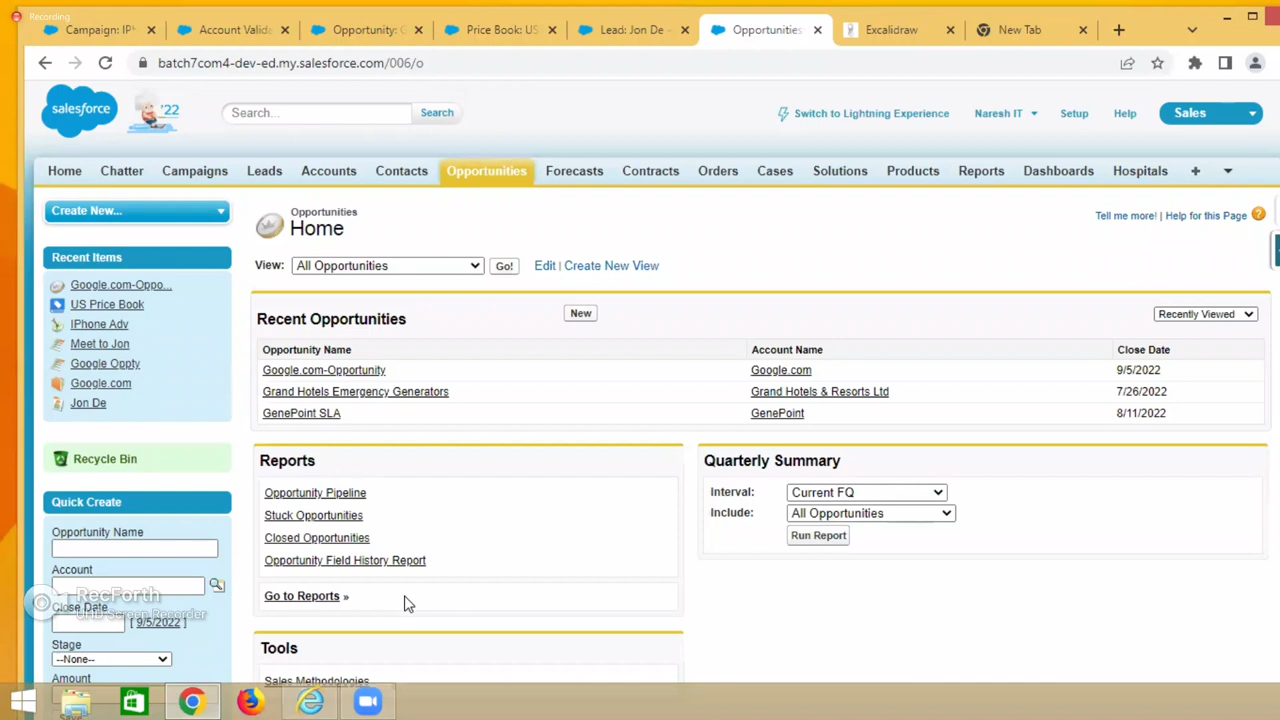 Recording
Campaign: IPH
Account Valida
Opportunity: G
Price Book: US
Lead: Jon De -
Opportunities
Excalidraw
New Tab
batch7com4-dev-ed.my.salesforce.com/006/o
salesforce
'22
Search...
Search
Switch to Lightning Experience
Naresh IT
Setup
Help
Sales
Home
Chatter
Campaigns
Leads
Accounts
Contacts
Opportunities
Forecasts
Contracts
Orders
Cases
Solutions
Products
Reports
Dashboards
Hospitals
+
Create New...
Opportunities
Home
Tell me more! | Help for this Page
Recent Items
Google.com-Oppo...
US Price Book
IPhone Adv
Meet to Jon
Google Oppty
Google.com
Jon De
View:
All Opportunities
Go!
Edit | Create New View
Recent Opportunities
New
Recently Viewed
Opportunity Name Account Name Close Date
Google.com-Opportunity Google.com 9/5/2022
Grand Hotels Emergency Generators Grand Hotels & Resorts Ltd 7/26/2022
GenePoint SLA GenePoint 8/11/2022
Recycle Bin
Reports
Opportunity Pipeline
Stuck Opportunities
Closed Opportunities
Opportunity Field History Report
Go to Reports »
Quarterly Summary
Interval: Current FQ
Include: All Opportunities
Run Report
Quick Create
Opportunity Name
Account
RecForth
UHD Screen Recorder
Close Date
[ 9/5/2022 ]
Stage
--None--
Amount
Tools
Sales Methodologies